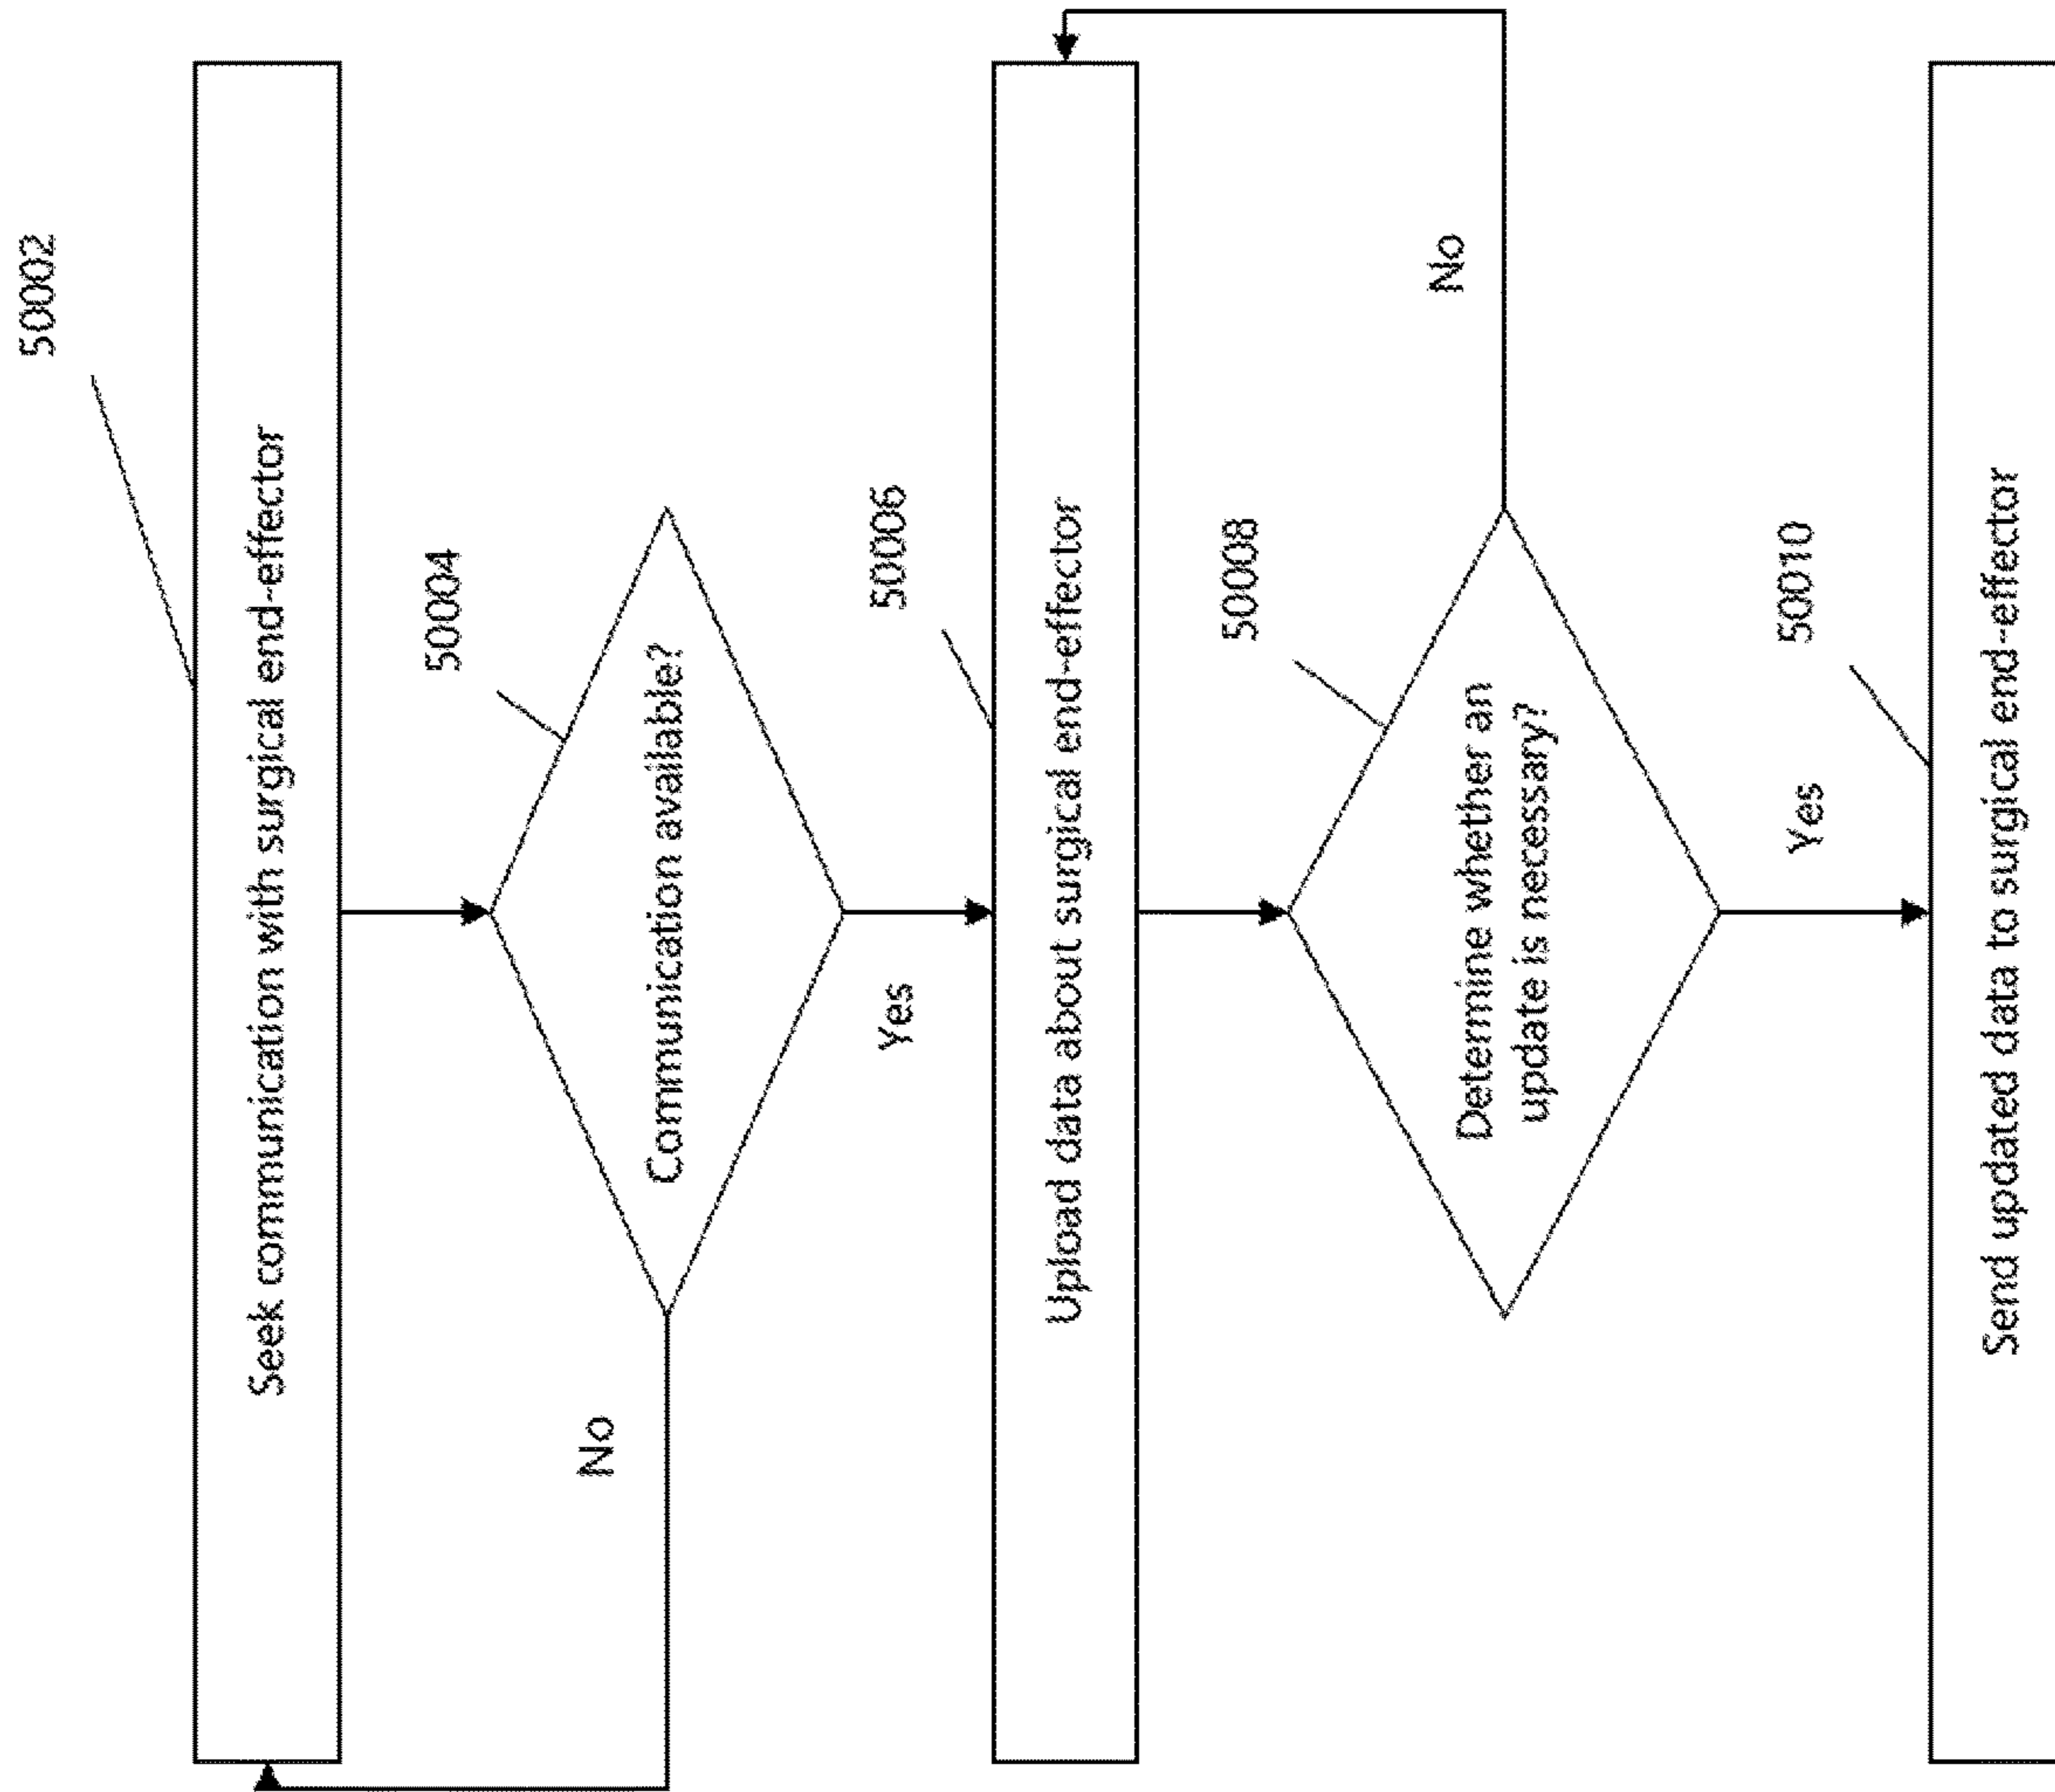 50002
Seek communication with surgical end-effector
50004
Communication available?
No
Yes
50006
Upload data about surgical end-effector
50008
Determine whether an
update is necessary?
No
Yes
50010
Send updated data to surgical end-effector